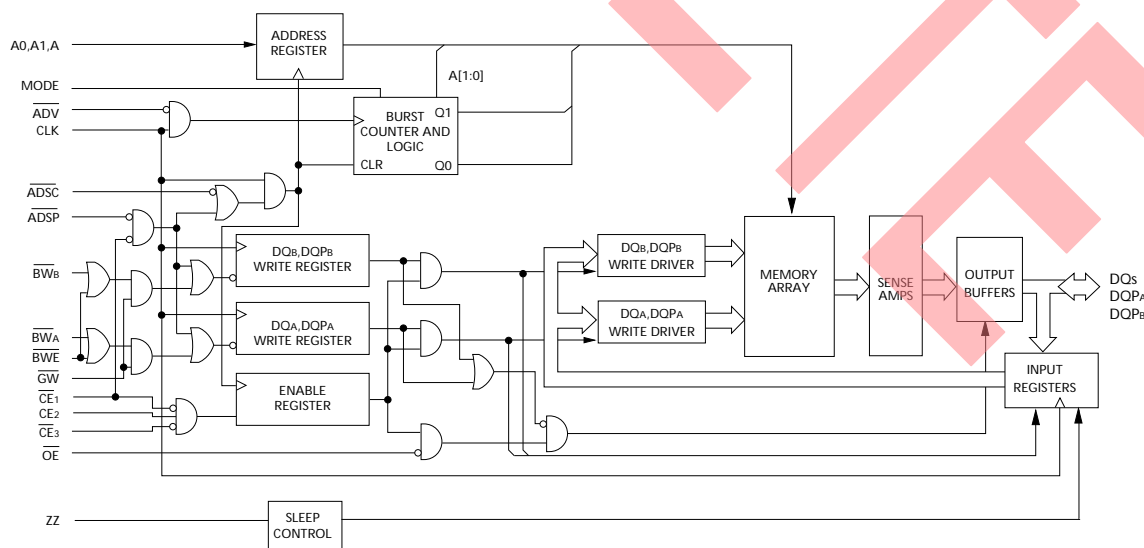 A0,A1,A
ADDRESS
REGISTER
MODE
A[1:0]
ADV
CLK
BURST
COUNTER AND
LOGIC
Q1
CLR
Q0
ADSC
ADSP
DQB,DQPB
WRITE REGISTER
DQB,DQPB
WRITE DRIVER
BWB
MEMORY
ARRAY
SENSE
AMPS
OUTPUT
BUFFERS
DQs
DQPA
DQPB
DQA,DQPA
WRITE REGISTER
DQA,DQPA
WRITE DRIVER
BWA
BWE
GW
CE1
CE2
CE3
ENABLE
REGISTER
INPUT
REGISTERS
OE
ZZ
SLEEP
CONTROL